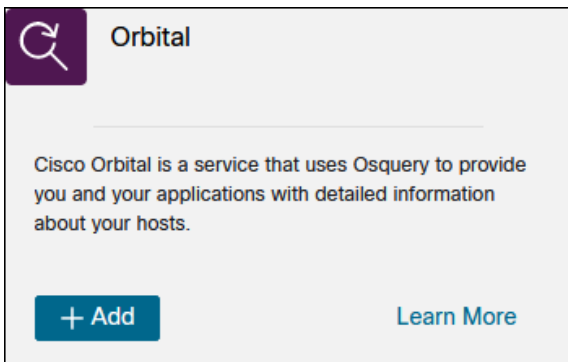 Orbital
Cisco Orbital is a service that uses Osquery to provide
you and your applications with detailed information
about your hosts.
+ Add
Learn More